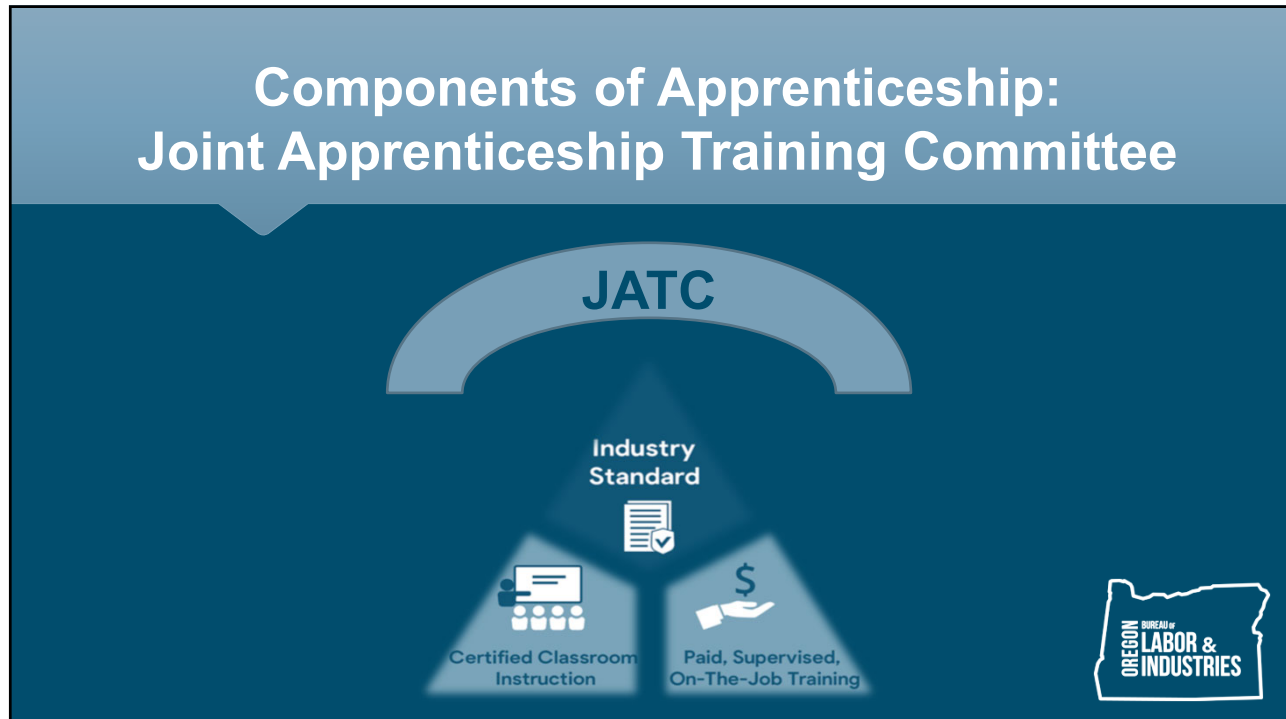 Components of Apprenticeship:
Joint Apprenticeship Training Committee
JATC
Industry
Standard
$
Certified Classroom
Instruction
Paid, Supervised,
On-The-Job Training
OREGON
BUREAU OF
LABOR &
INDUSTRIES